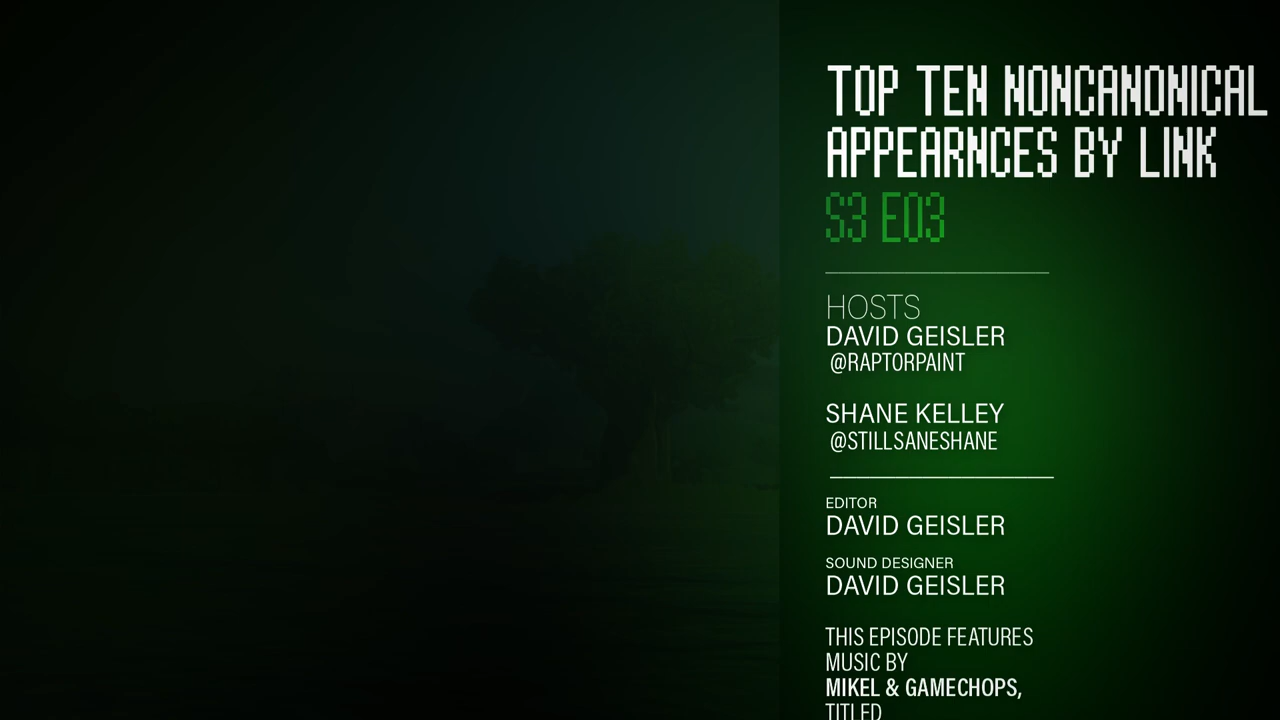 TOP TEN NONCANONICAL
APPEARNCES BY LINK
S3 E03
HOSTS
DAVID GEISLER
@RAPTORPAINT
SHANE KELLEY
@STILLSANESHANE
EDITOR
DAVID GEISLER
SOUND DESIGNER
DAVID GEISLER
THIS EPISODE FEATURES
MUSIC BY
MIKEL & GAMECHOPS,
TITLED